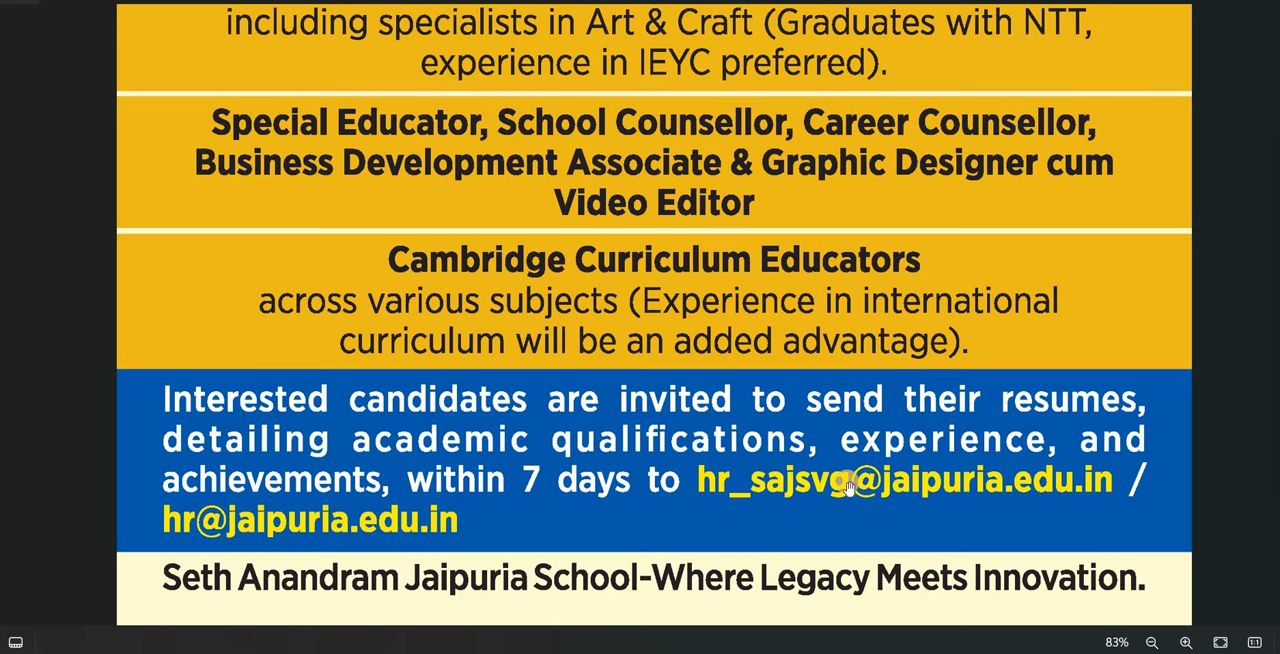 including specialists in Art & Craft (Graduates with NTT,
experience in IEYC preferred).
Special Educator, School Counsellor, Career Counsellor,
Business Development Associate & Graphic Designer cum
Video Editor
Cambridge Curriculum Educators
across various subjects (Experience in international
curriculum will be an added advantage).
Interested candidates are invited to send their resumes,
detailing academic qualifications, experience, and
achievements, within 7 days to hr_sajsvg@jaipuria.edu.in /
hr@jaipuria.edu.in
Seth Anandram Jaipuria School-Where Legacy Meets Innovation.
83%
1:1